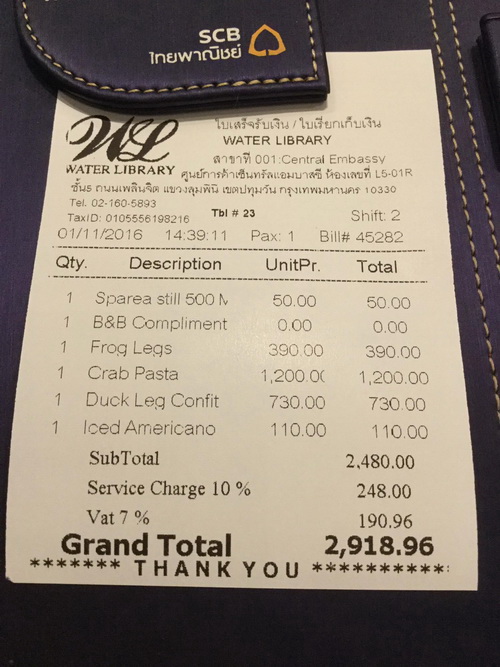 SCB
ไทยพาณิชย์
WL
WATER LIBRARY
ใบเสร็จรับเงิน / ใบเรียกเก็บเงิน
WATER LIBRARY
สาขาที่ 001:Central Embassy
ศูนย์การค้าเซ็นทรัลแอมบาสซี ห้องเลขที่ L5-01R
ชั้น5 ถนนเพลินจิต แขวงลุมพินี เขตปทุมวัน กรุงเทพมหานคร 10330
Tel. 02-160-5893
TaxID: 0105556198216 Tbl # 23 Shift: 2
01/11/2016 14:39:11 Pax: 1 Bill# 45282
Qty. Description UnitPr. Total
1 Sparea still 500 M 50.00 50.00
1 B&B Compliment 0.00 0.00
1 Frog Legs 390.00 390.00
1 Crab Pasta 1,200.0( 1,200.00
1 Duck Leg Confit 730.00 730.00
1 Iced Americano 110.00 110.00
SubTotal 2,480.00
Service Charge 10 % 248.00
Vat 7 % 190.96
Grand Total 2,918.96
******* THANK YOU **********: